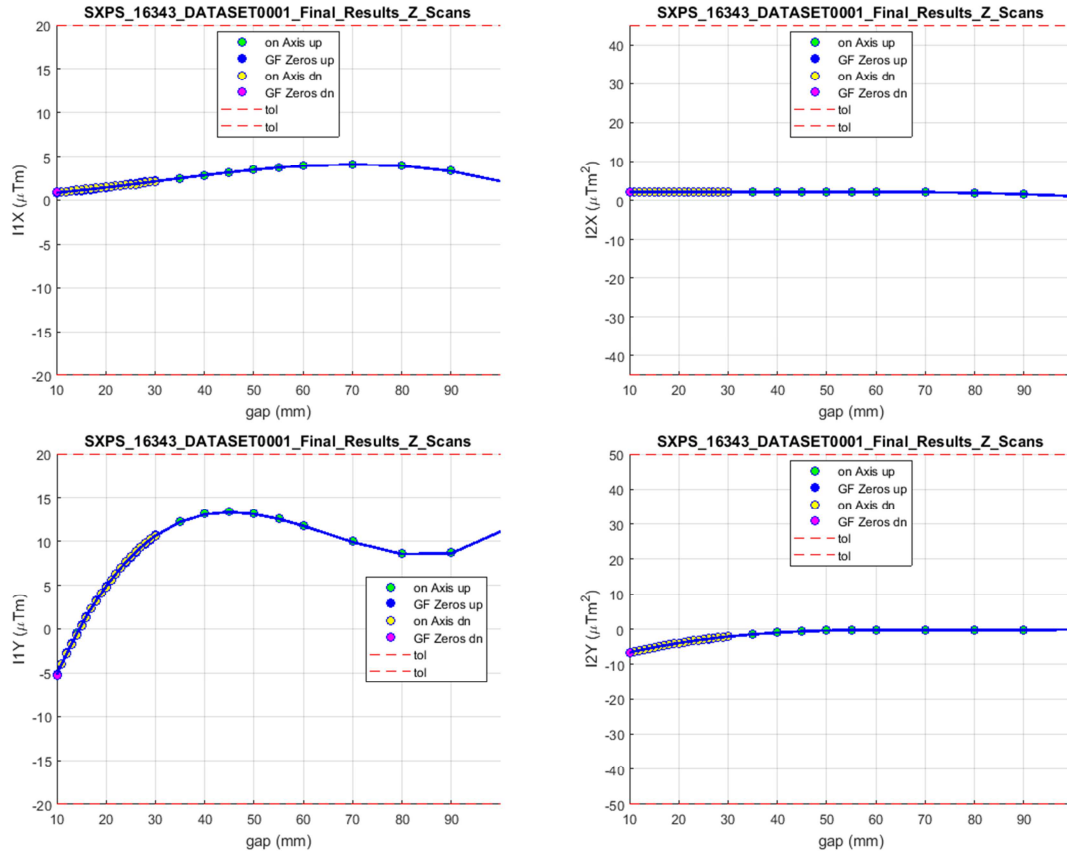 SXPS_16343_DATASET0001_Final_Results_Z_Scans
20
15
10
5
0
-5
-10
-15
-20
I1X (μTm)
on Axis up
GF Zeros up
on Axis dn
GF Zeros dn
tol
tol
10 20 30 40 50 60 70 80 90
gap (mm)
SXPS_16343_DATASET0001_Final_Results_Z_Scans
40
30
20
10
0
-10
-20
-30
-40
I2X (μTm²)
on Axis up
GF Zeros up
on Axis dn
GF Zeros dn
tol
tol
10 20 30 40 50 60 70 80 90
gap (mm)
SXPS_16343_DATASET0001_Final_Results_Z_Scans
20
15
10
5
0
-5
-10
-15
-20
I1Y (μTm)
on Axis up
GF Zeros up
on Axis dn
GF Zeros dn
tol
tol
10 20 30 40 50 60 70 80 90
gap (mm)
SXPS_16343_DATASET0001_Final_Results_Z_Scans
50
40
30
20
10
0
-10
-20
-30
-40
-50
I2Y (μTm²)
on Axis up
GF Zeros up
on Axis dn
GF Zeros dn
tol
tol
10 20 30 40 50 60 70 80 90
gap (mm)